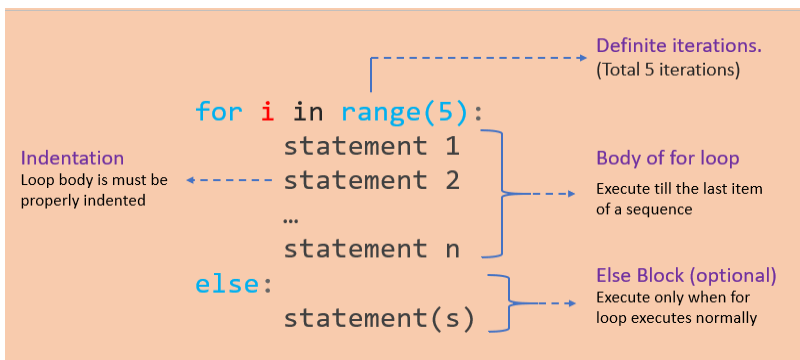 Definite iterations.
(Total 5 iterations)
for i in range(5):
statement 1
Indentation
Loop body is must be
properly indented
statement 2
…
statement n
Body of for loop
Execute till the last item
of a sequence
else:
statement(s)
Else Block (optional)
Execute only when for
loop executes normally